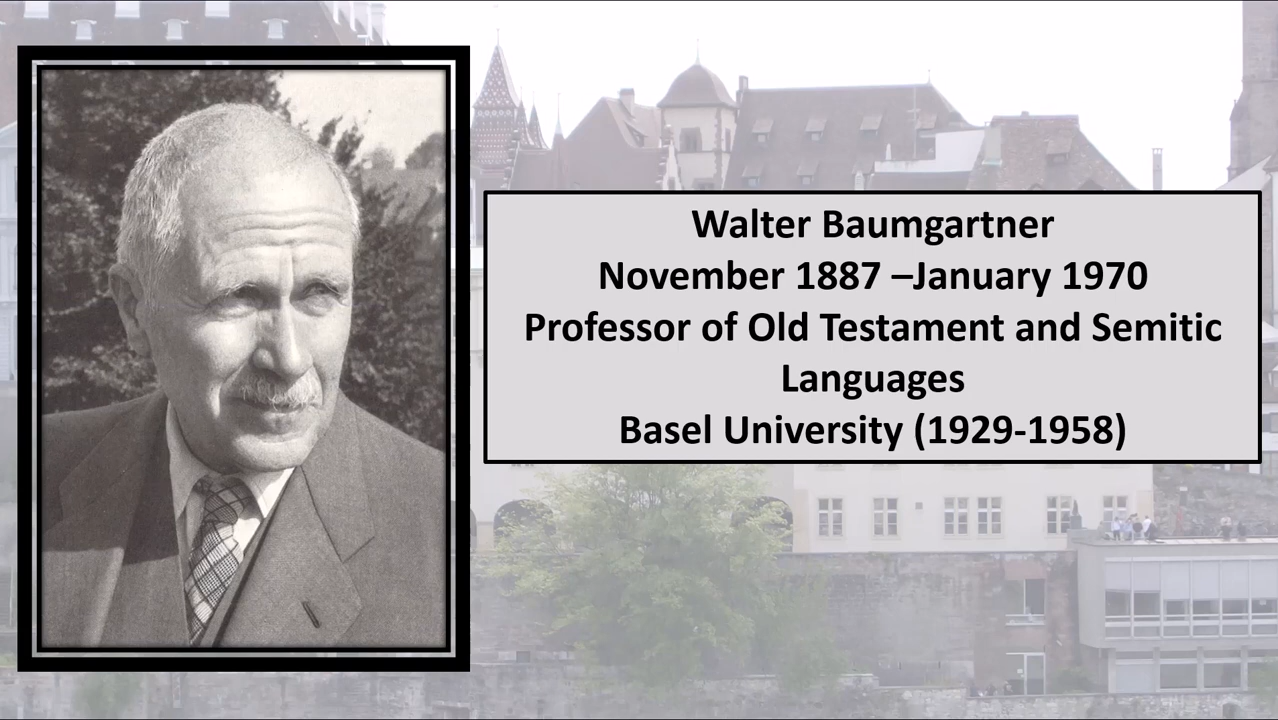 Walter Baumgartner
November 1887 –January 1970
Professor of Old Testament and Semitic
Languages
Basel University (1929-1958)